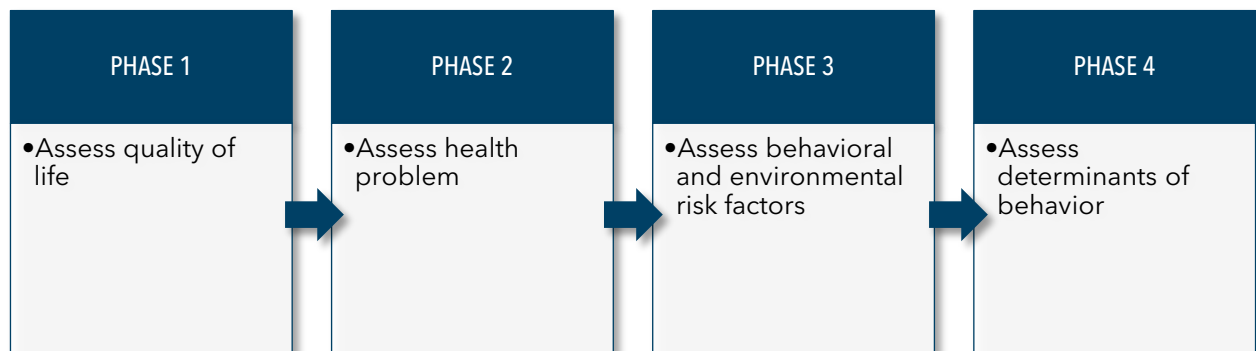 PHASE 1
•Assess quality of
life
PHASE 2
•Assess health
problem
PHASE 3
•Assess behavioral
and environmental
risk factors
PHASE 4
•Assess
determinants of
behavior